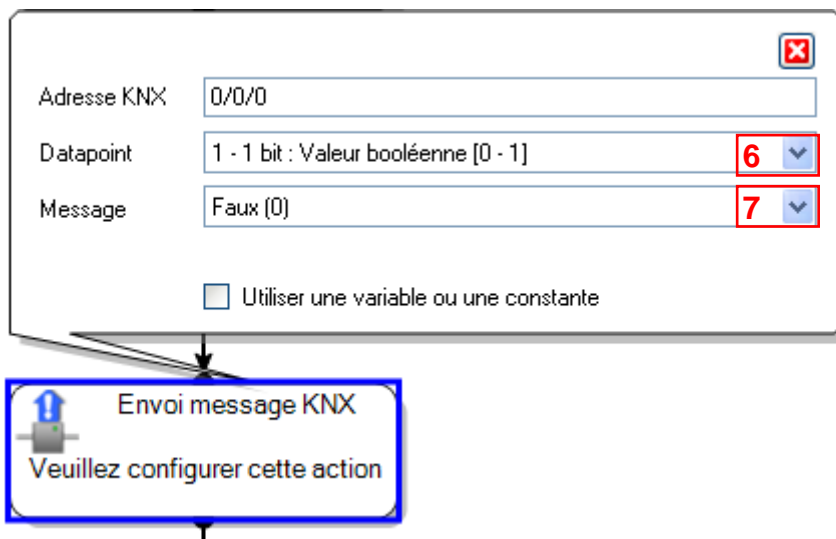 Adresse KNX 0/0/0
Datapoint 1 - 1 bit : Valeur booléenne [0 - 1] 6
Message Faux (0) 7
Utiliser une variable ou une constante
Envoi message KNX
Veuillez configurer cette action